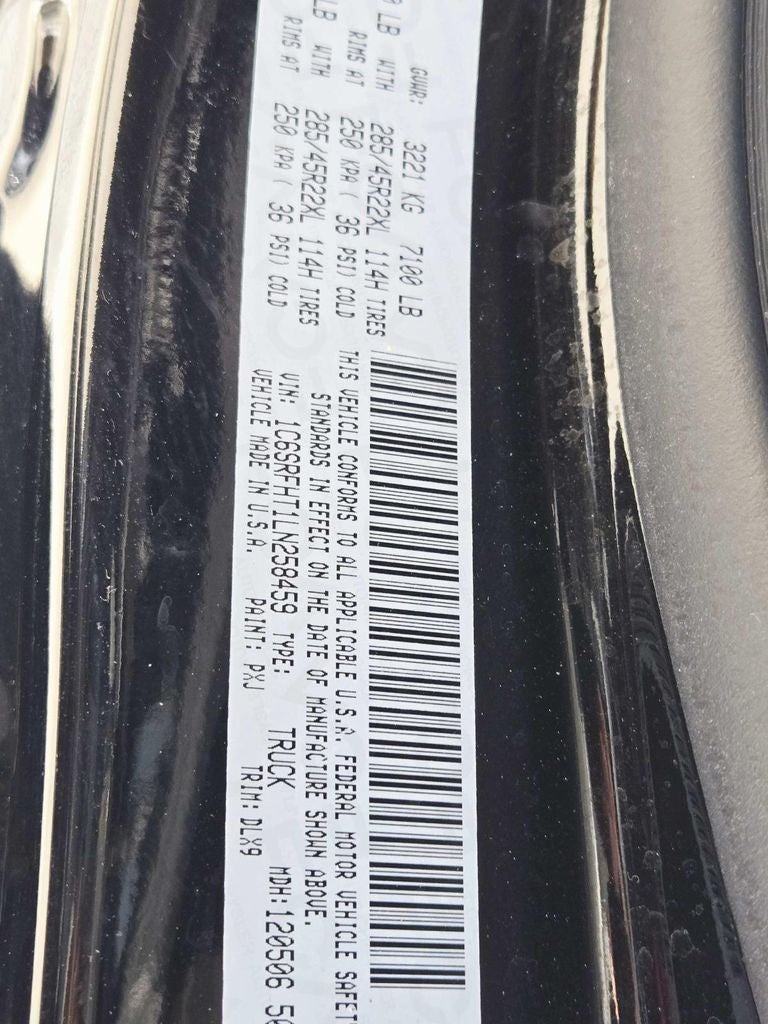 GVWR: 3221 KG 7100 LB
LB WITH 285/45R22XL 114H TIRES
RIMS AT 250 KPA ( 36 PSI) COLD
LB WITH 285/45R22XL 114H TIRES
RIMS AT 250 KPA ( 36 PSI) COLD
THIS VEHICLE CONFORMS TO ALL APPLICABLE U.S.A. FEDERAL MOTOR VEHICLE SAFET
STANDARDS IN EFFECT ON THE DATE OF MANUFACTURE SHOWN ABOVE.
VIN: 1C6SRFHT1LN258459 TYPE: TRUCK MDH: 120506
VEHICLE MADE IN U.S.A. PAINT: PXJ TRIM: DLX9